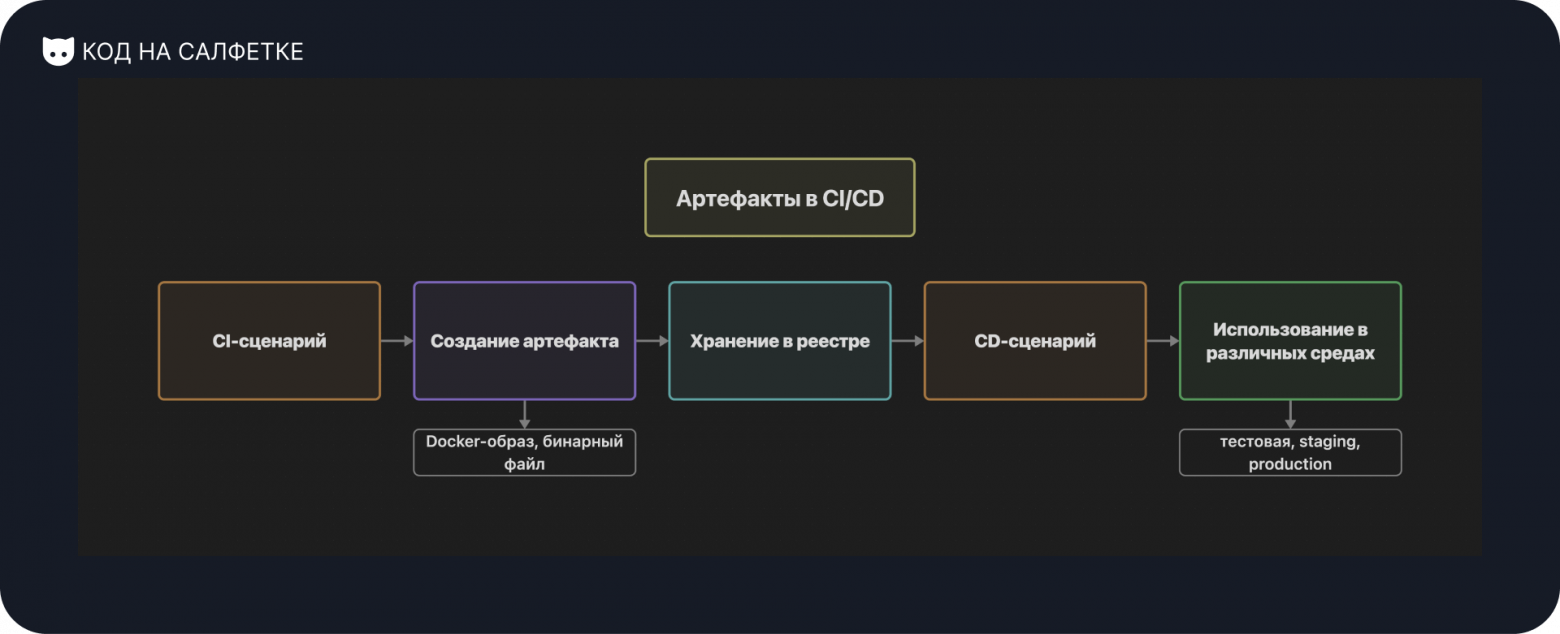 КОД НА САЛФЕТКЕ
Артефакты в CI/CD
CI-сценарий
Создание артефакта
Хранение в реестре
CD-сценарий
Использование в
различных средах
Docker-образ, бинарный
файл
тестовая, staging,
production